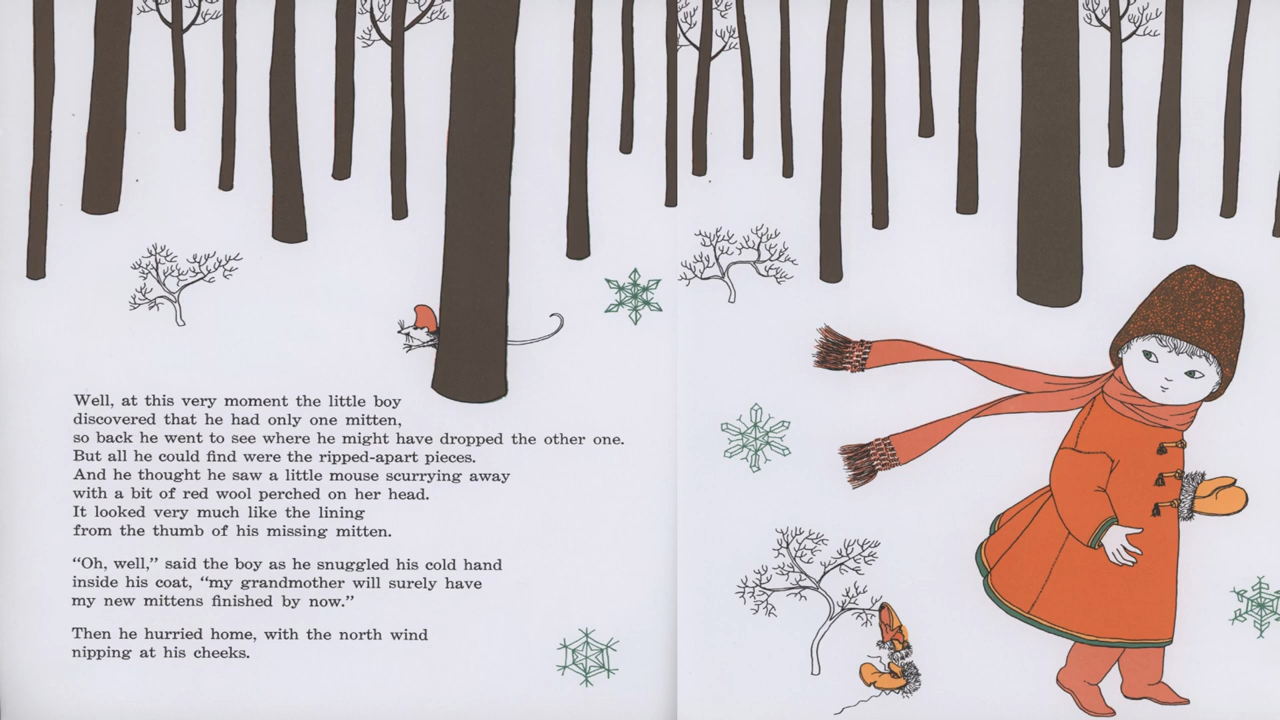 Well, at this very moment the little boy
discovered that he had only one mitten,
so back he went to see where he might have dropped the other one.
But all he could find were the ripped-apart pieces.
And he thought he saw a little mouse scurrying away
with a bit of red wool perched on her head.
It looked very much like the lining
from the thumb of his missing mitten.
“Oh, well,” said the boy as he snuggled his cold hand
inside his coat, “my grandmother will surely have
my new mittens finished by now.”
Then he hurried home, with the north wind
nipping at his cheeks.